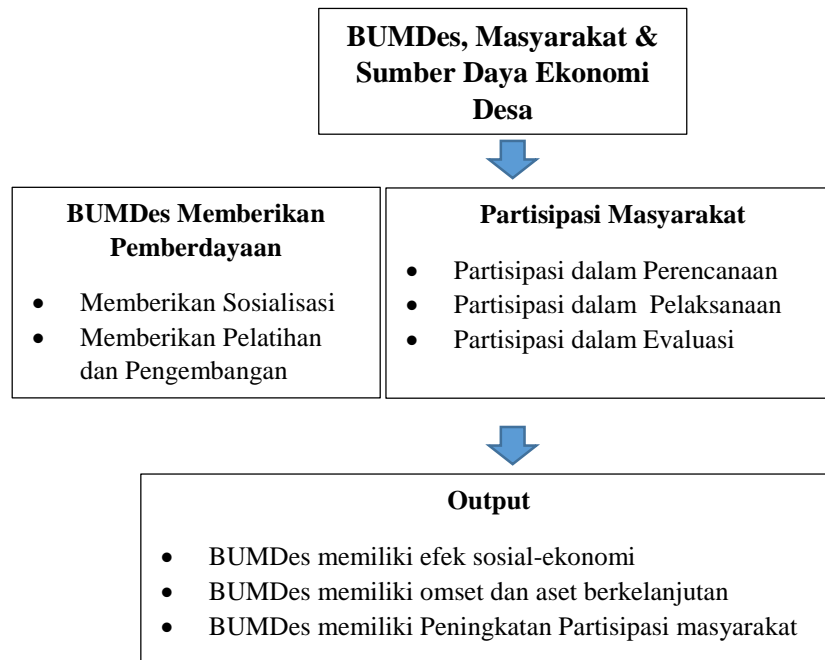 BUMDes, Masyarakat &
Sumber Daya Ekonomi
Desa
BUMDes Memberikan
Pemberdayaan
• Memberikan Sosialisasi
• Memberikan Pelatihan
dan Pengembangan
Partisipasi Masyarakat
• Partisipasi dalam Perencanaan
• Partisipasi dalam Pelaksanaan
• Partisipasi dalam Evaluasi
Output
• BUMDes memiliki efek sosial-ekonomi
• BUMDes memiliki omset dan aset berkelanjutan
• BUMDes memiliki Peningkatan Partisipasi masyarakat